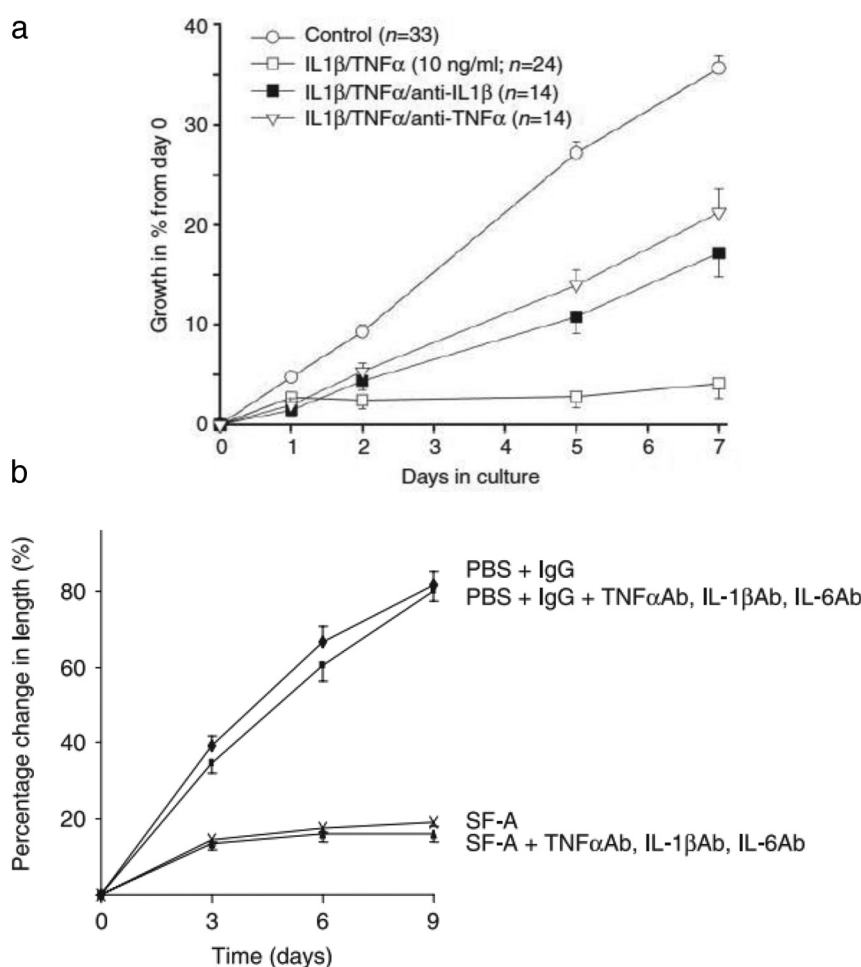 a
Growth in % from day 0
40
30
20
10
0
Control (n=33)
IL1β/TNFα (10 ng/ml; n=24)
IL1β/TNFα/anti-IL1β (n=14)
IL1β/TNFα/anti-TNFα (n=14)
0 1 2 3 4 5 6 7
Days in culture
b
Percentage change in length (%)
80
60
40
20
PBS + IgG
PBS + IgG + TNFαAb, IL-1βAb, IL-6Ab
SF-A
SF-A + TNFαAb, IL-1βAb, IL-6Ab
0 3 6 9
Time (days)